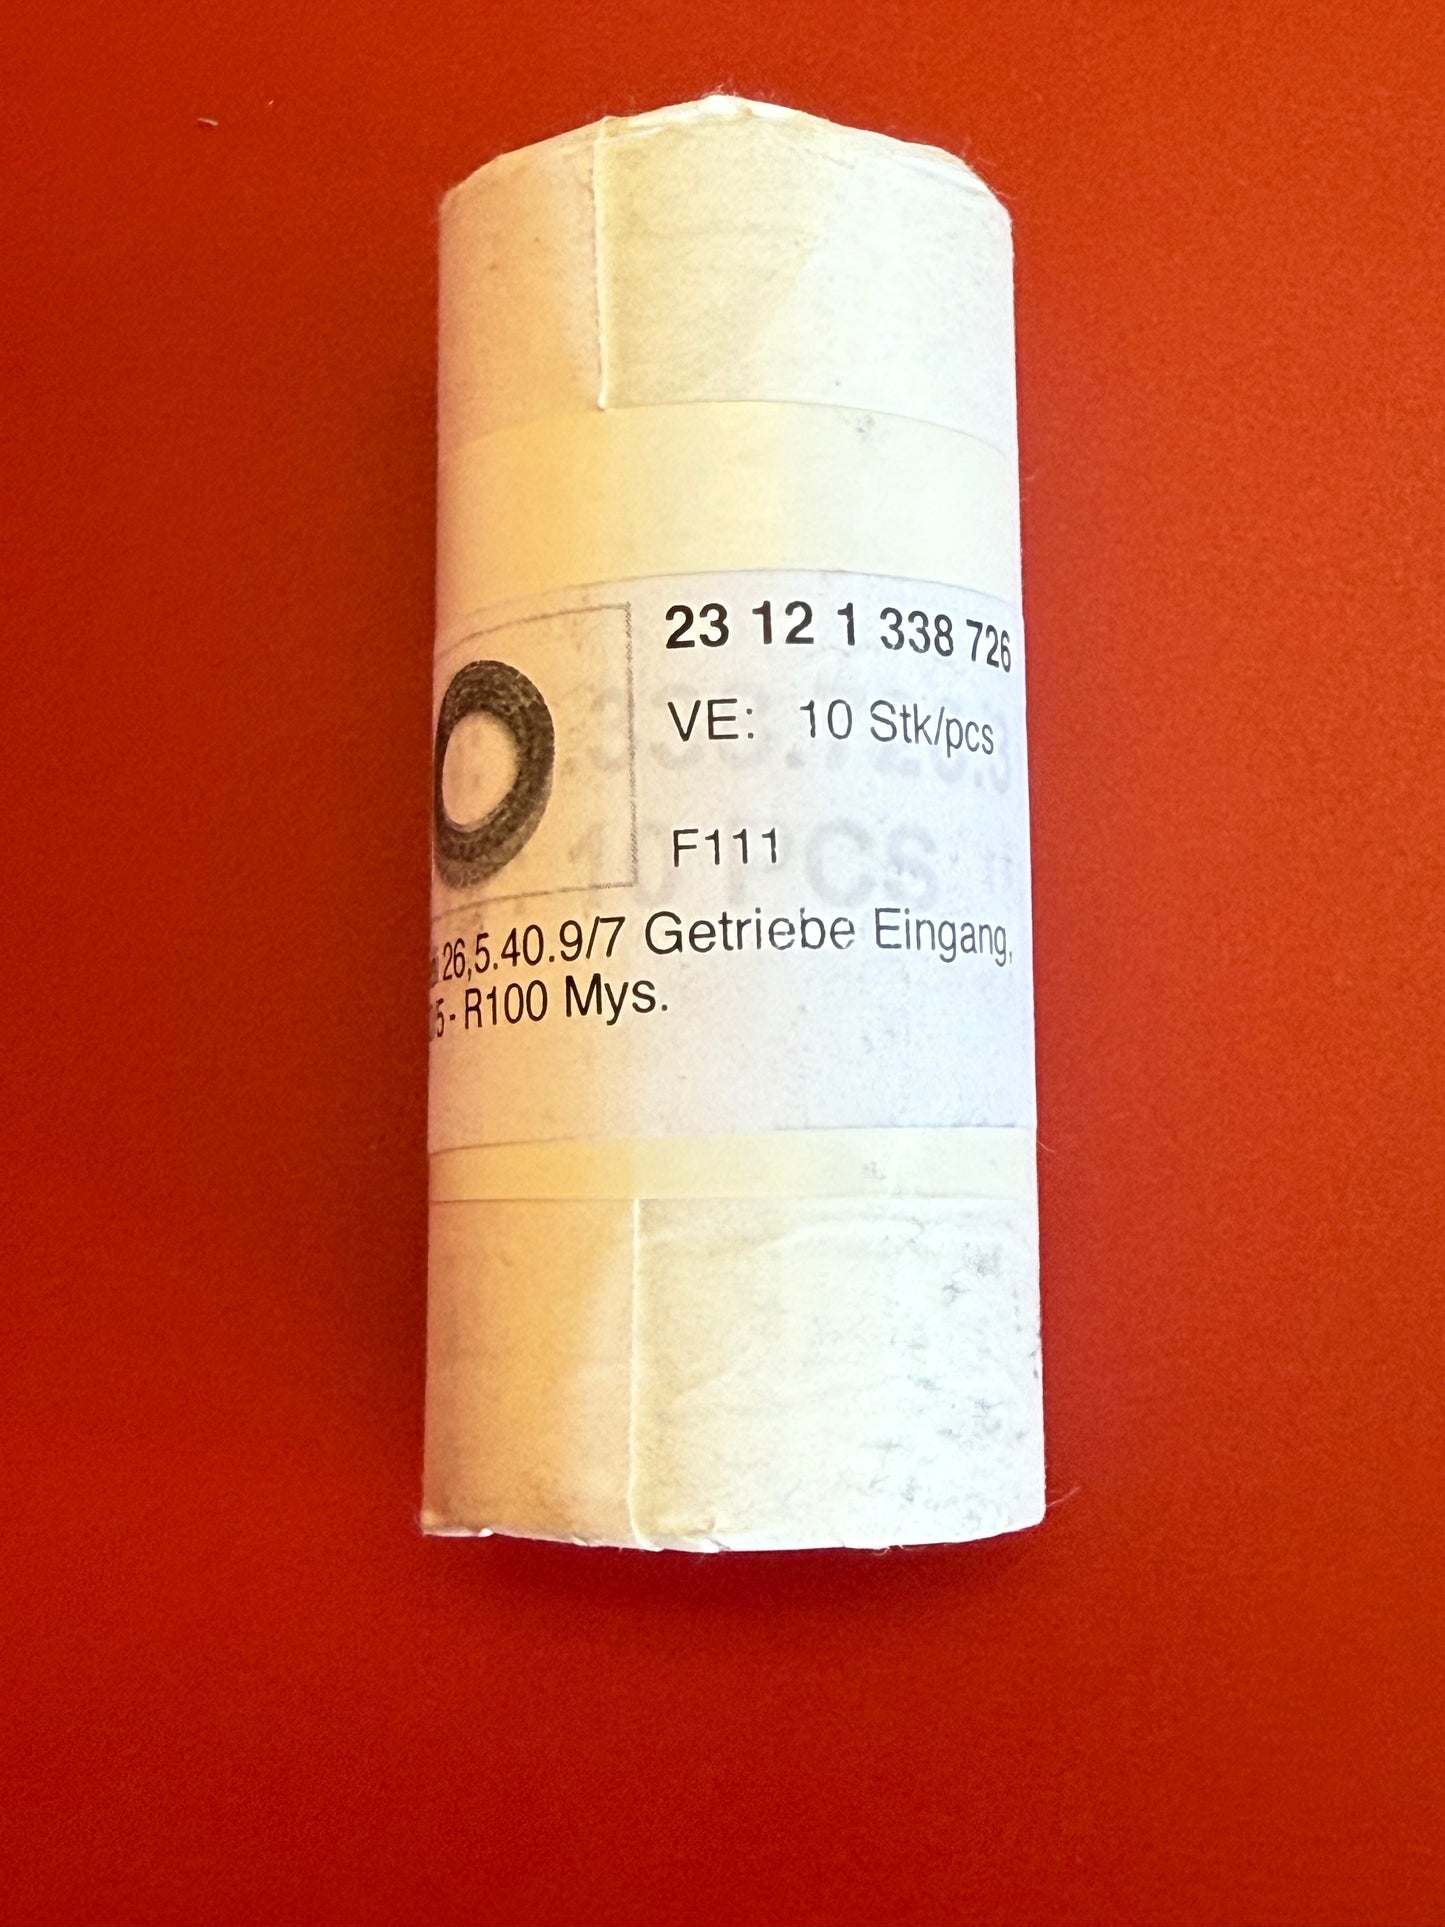 23 12 1 338 726
VE: 10 Stk/pcs
F111
26,5.40.9/7 Getriebe Eingang,
5 - R100 Mys.